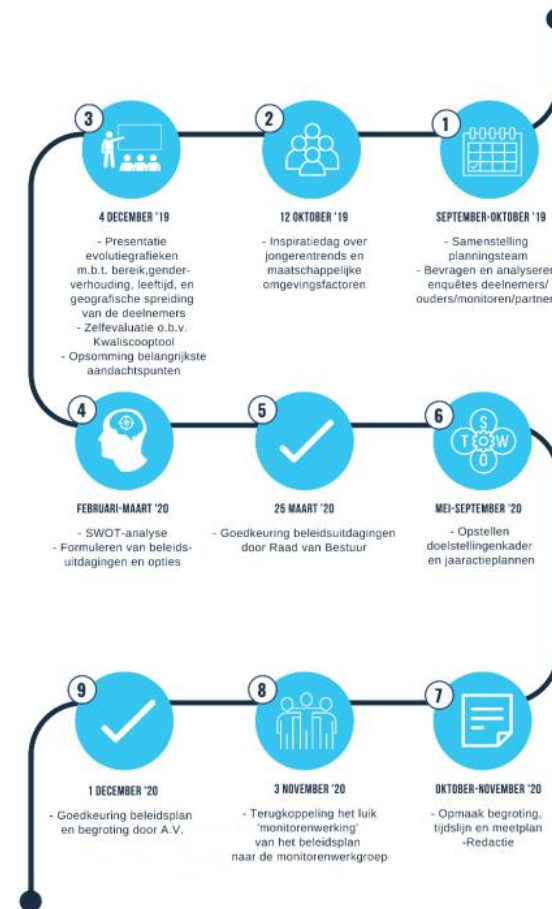 1
SEPTEMBER-OKTOBER '19
- Samenstelling
planningsteam
- Bevragen en analyseren
enquêtes deelnemers/
ouders/monitoren/partner
2
12 OKTOBER '19
- Inspiratiedag over
jongerentrends en
maatschappelijke
omgevingsfactoren
3
4 DECEMBER '19
- Presentatie
evolutiegrafieken
m.b.t. bereik,gender-
verhouding, leeftijd, en
geografische spreiding
van de deelnemers
- Zelfevaluatie o.b.v.
Kwaliscooptool
- Opsomming belangrijkste
aandachtspunten
4
FEBRUARI-MAART '20
- SWOT-analyse
- Formuleren van beleids-
uitdagingen en opties
5
25 MAART '20
- Goedkeuring beleidsuitdagingen
door Raad van Bestuur
6
S
T W
O
MEI-SEPTEMBER '20
- Opstellen
doelstellingenkader
en jaaractieplannen
7
OKTOBER-NOVEMBER '20
- Opmaak begroting,
tijdslijn en meetplan
-Redactie
8
3 NOVEMBER '20
- Terugkoppeling het luik
'monitorenwerking'
van het beleidsplan
naar de monitorenwerkgroep
9
1 DECEMBER '20
- Goedkeuring beleidsplan
en begroting door A.V.